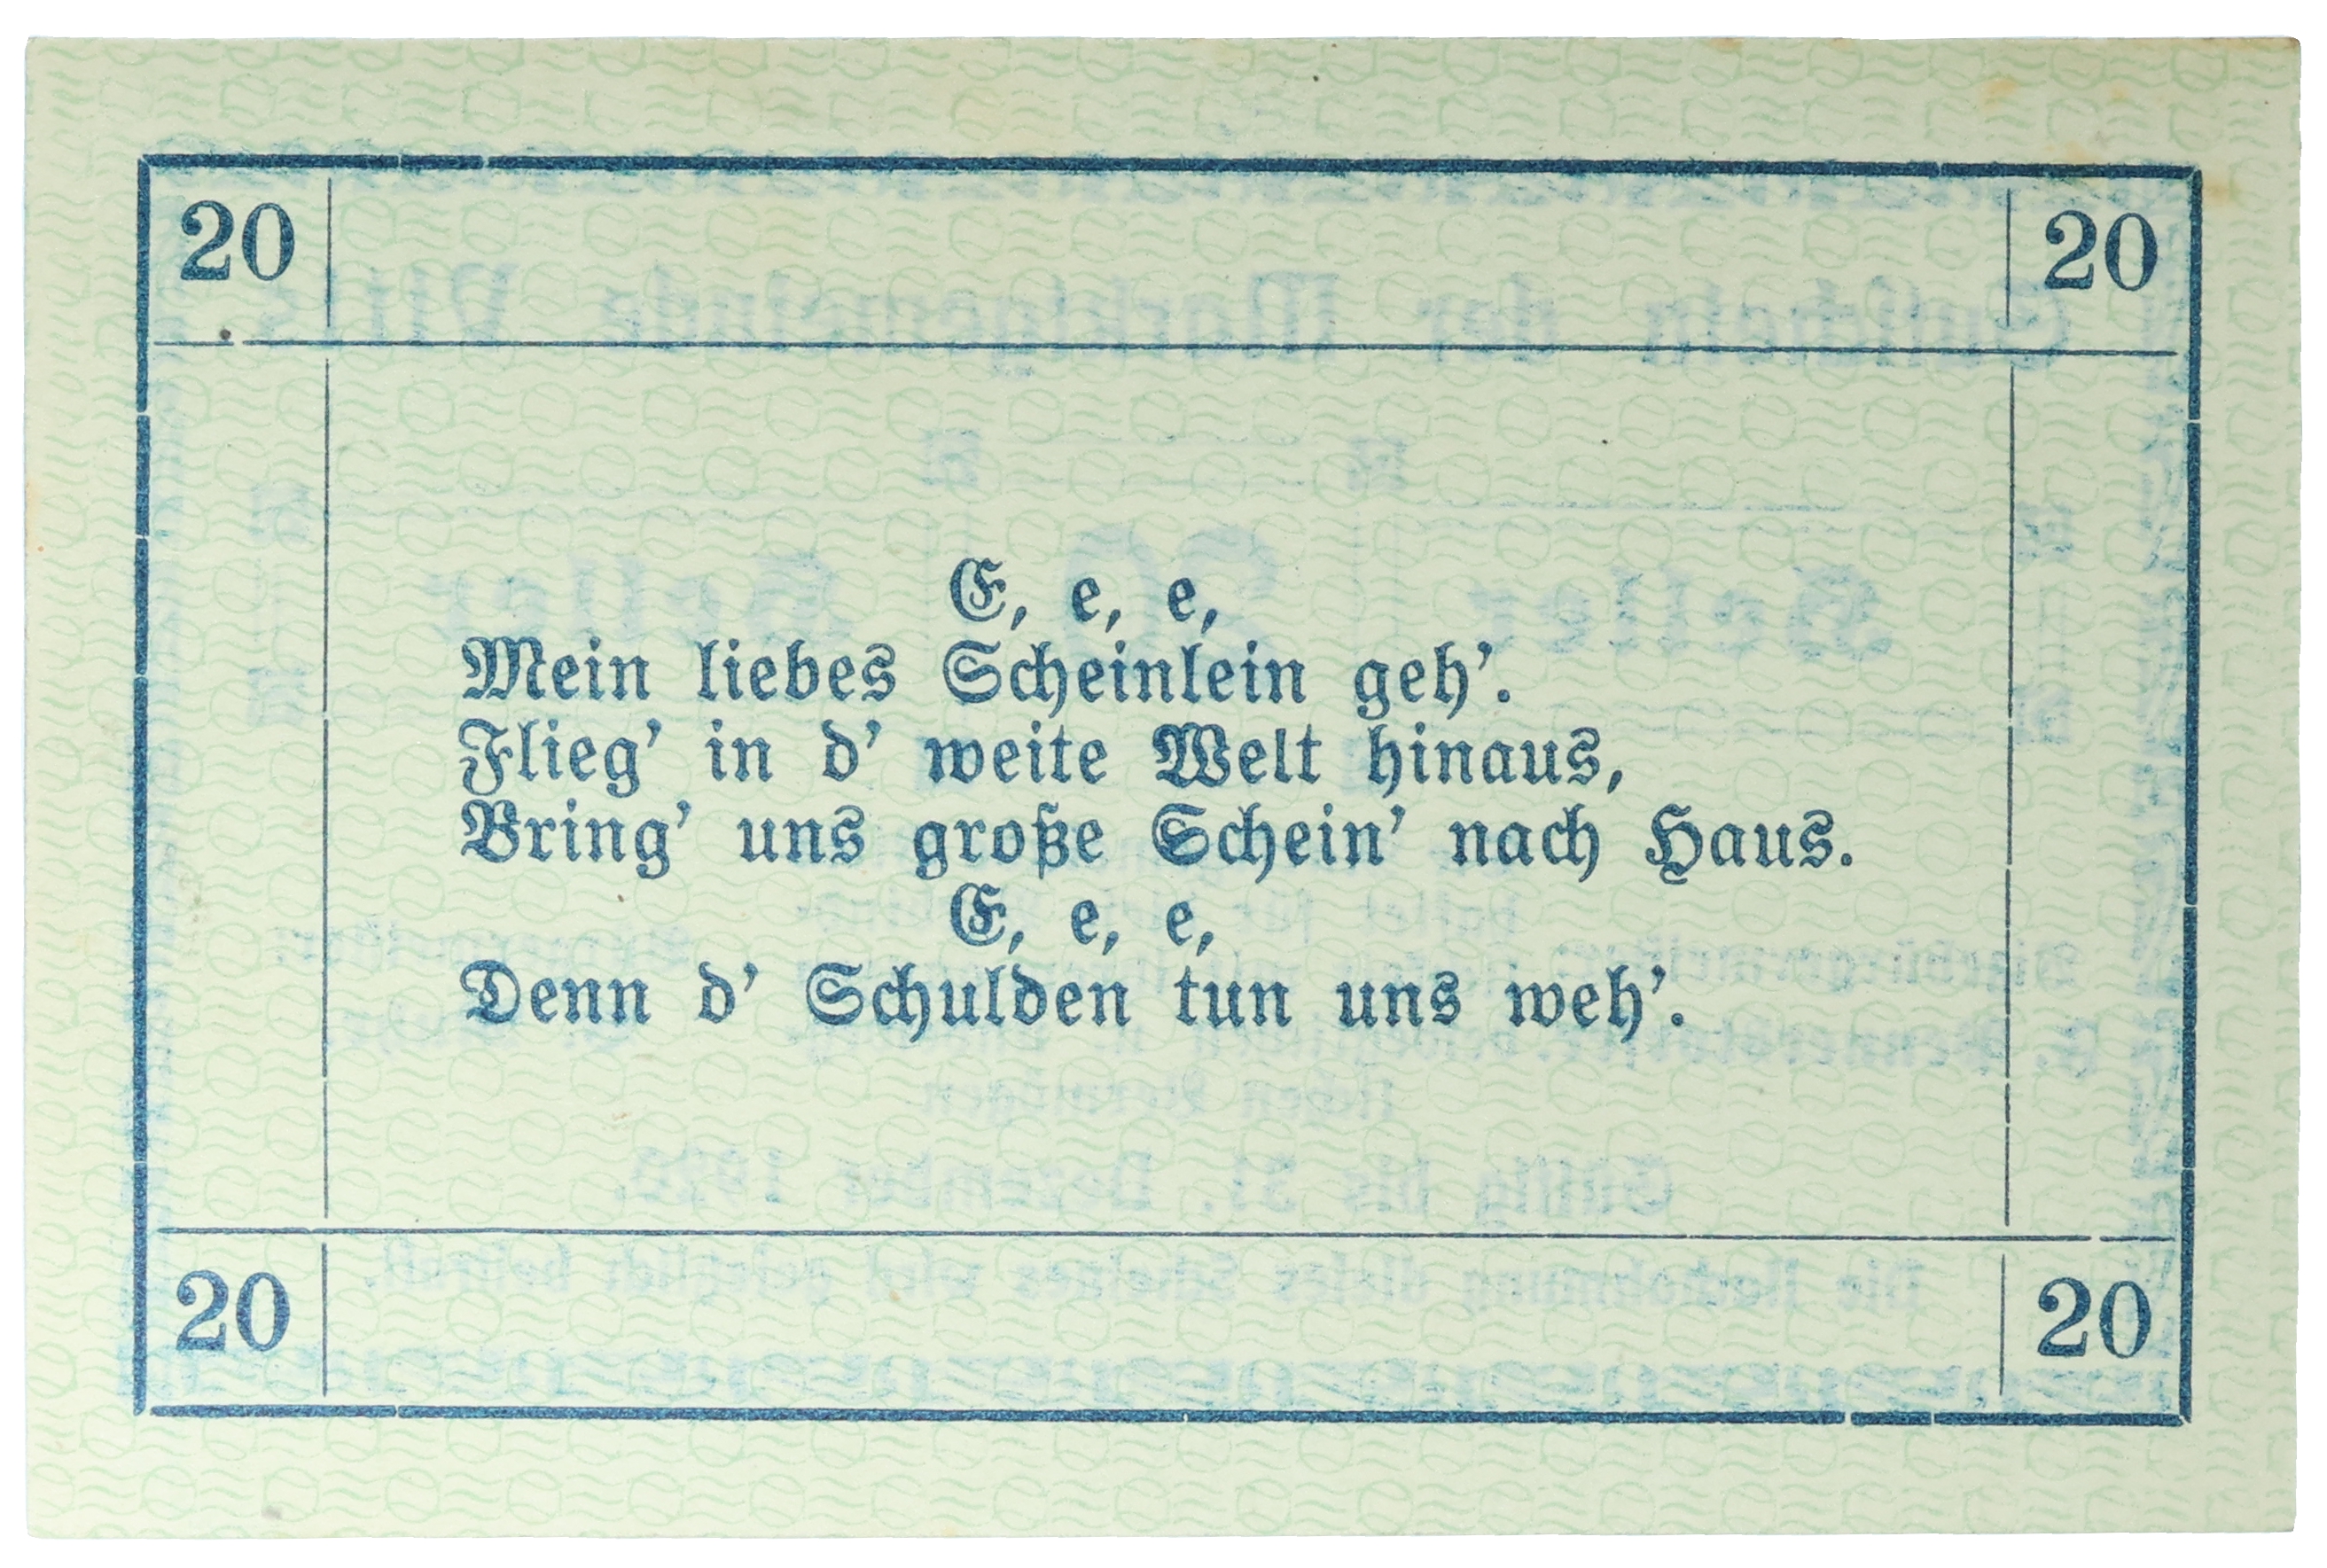 20 20
E, e, e,
Mein liebes Scheinlein geh’.
Flieg’ in d’ weite Welt hinaus,
Bring’ uns große Schein’ nach Haus.
E, e, e,
Denn d’ Schulden tun uns weh’.
20 20